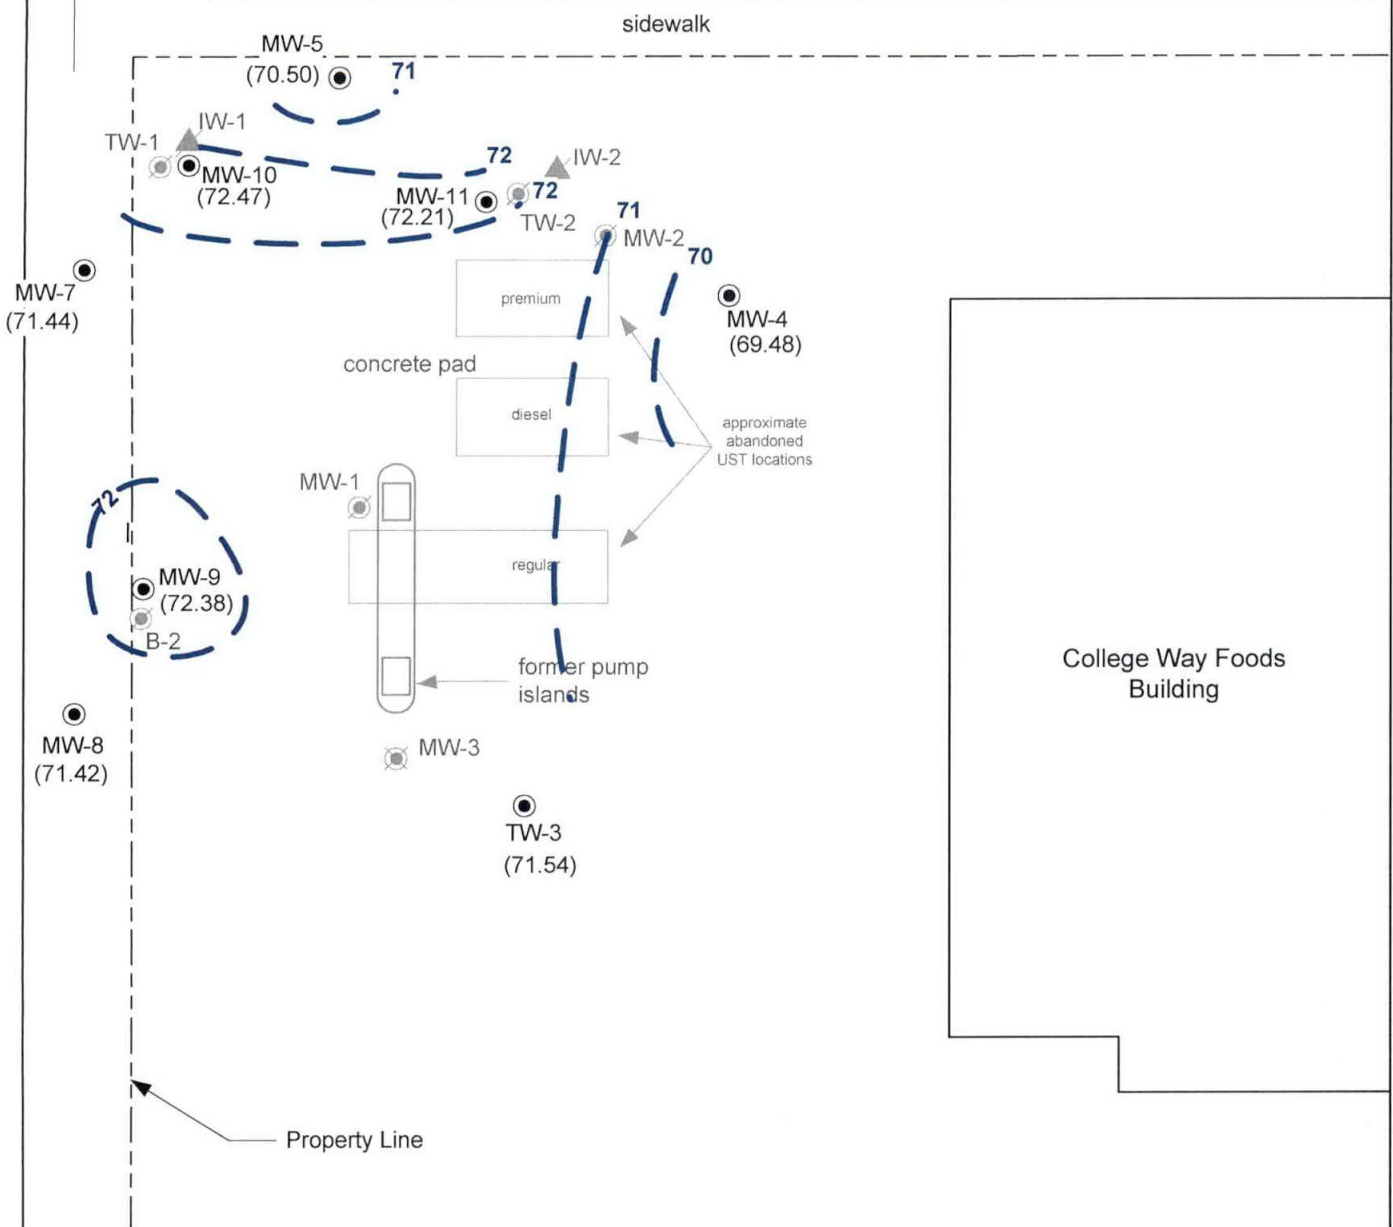 sidewalk
MW-5
(70.50)
71
IW-1
TW-1
MW-10
(72.47)
72
IW-2
MW-11
(72.21)
72
TW-2
71
MW-2
70
MW-7
(71.44)
premium
MW-4
(69.48)
concrete pad
diesel
approximate
abandoned
UST locations
MW-1
72
regular
MW-9
(72.38)
B-2
former pump
islands
College Way Foods
Building
MW-8
(71.42)
MW-3
TW-3
(71.54)
Property Line